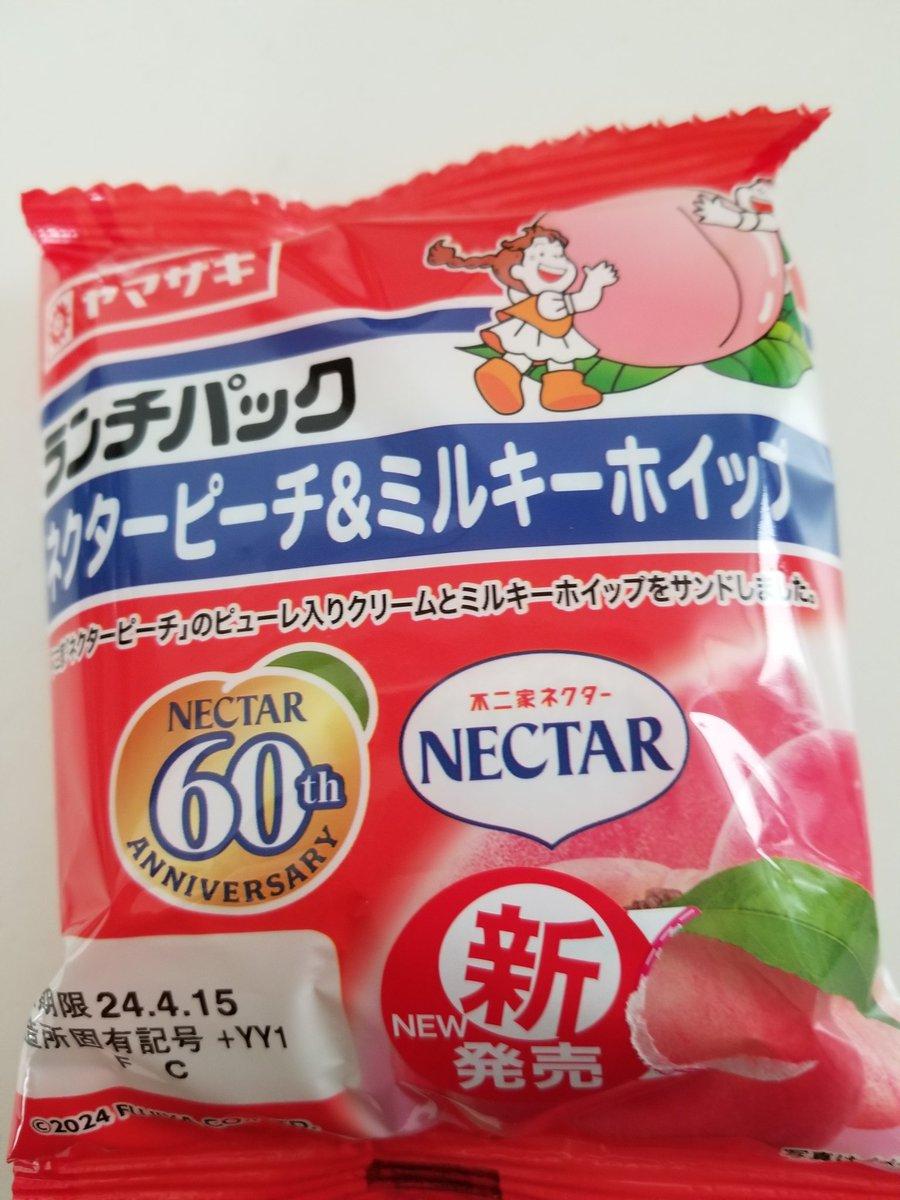 ヤマザキ
ランチパック
ネクターピーチ&ミルキーホイップ
ネクターピーチ」のピューレ入りクリームとミルキーホイップをサンドしました。
NECTAR
60th
ANNIVERSARY
不二家ネクター
NECTAR
新
NEW
発売
期限 24.4.15
所固有記号 +YY1
F C
©2024 FUJIYA CO., LTD.